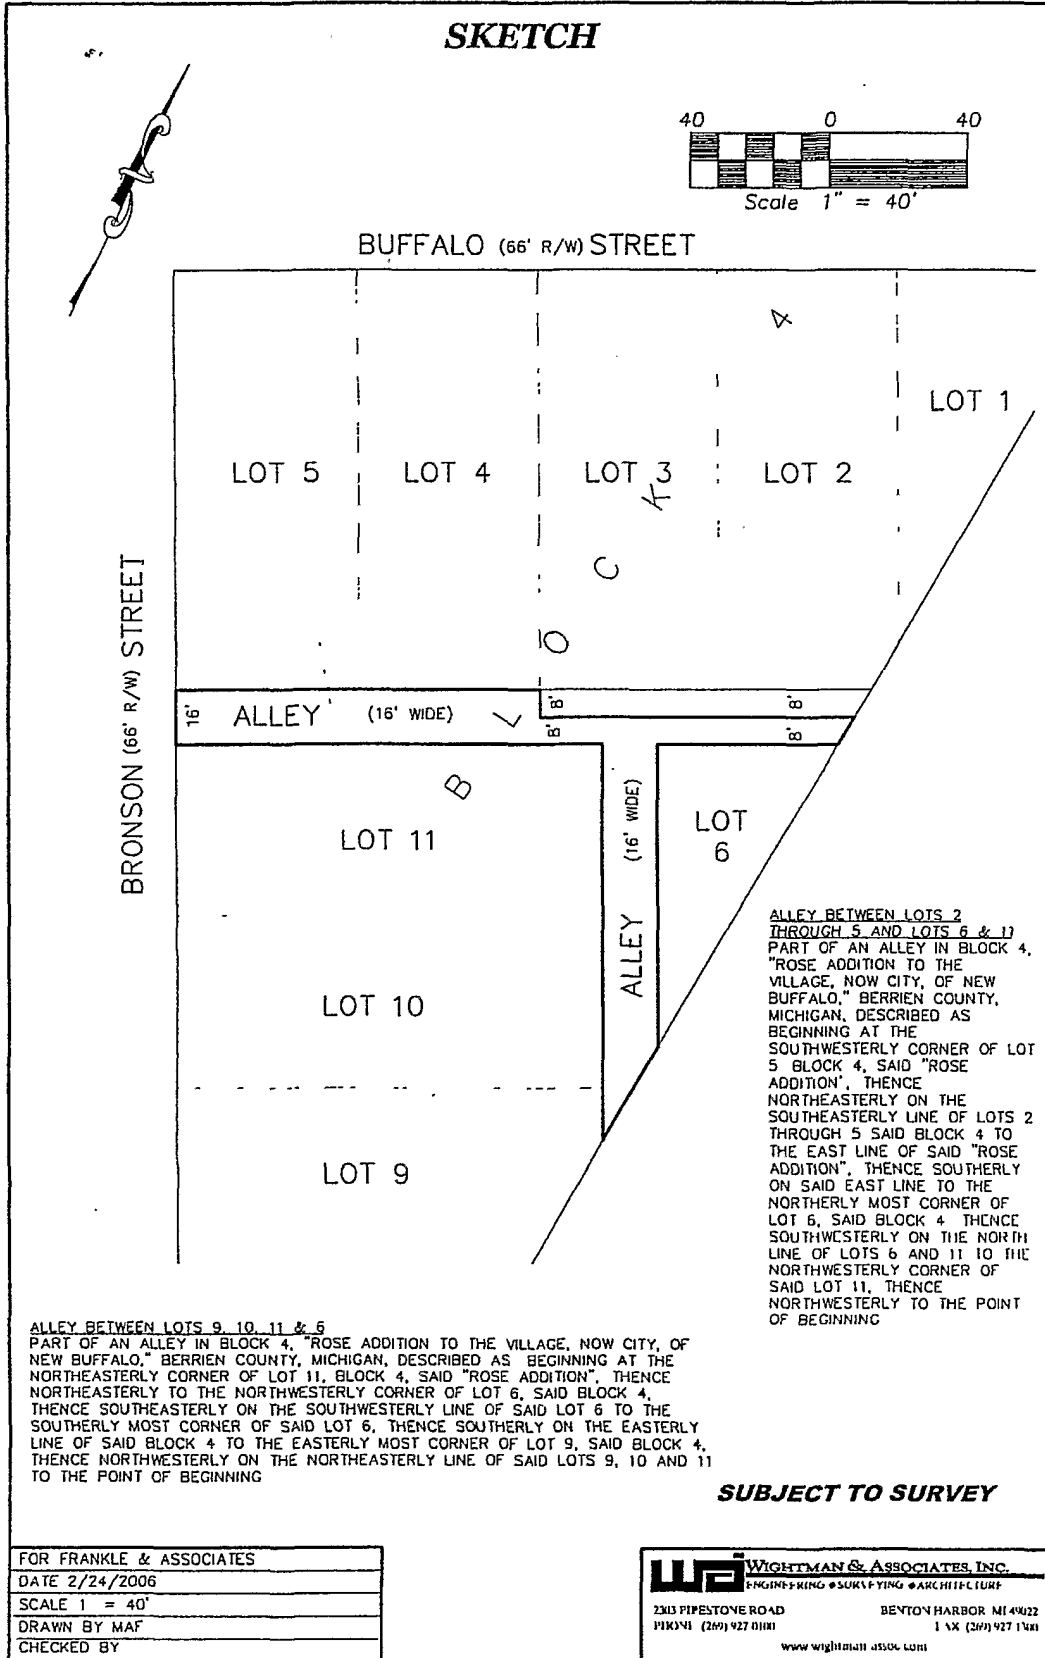 SKETCH
40 0 40
Scale 1" = 40'
BUFFALO (66' R/W) STREET
4
LOT 1
LOT 5
LOT 4
LOT 3
LOT 2
K
C
O
L
B
BRONSON (66' R/W) STREET
16'
ALLEY (16' WIDE)
8'
8'
8'
8'
LOT 11
ALLEY (16' WIDE)
LOT
6
LOT 10
LOT 9
ALLEY BETWEEN LOTS 2
THROUGH 5 AND LOTS 6 & 11
PART OF AN ALLEY IN BLOCK 4,
"ROSE ADDITION TO THE
VILLAGE, NOW CITY, OF NEW
BUFFALO," BERRIEN COUNTY,
MICHIGAN, DESCRIBED AS
BEGINNING AT THE
SOUTHWESTERLY CORNER OF LOT
5 BLOCK 4, SAID "ROSE
ADDITION', THENCE
NORTHEASTERLY ON THE
SOUTHEASTERLY LINE OF LOTS 2
THROUGH 5 SAID BLOCK 4 TO
THE EAST LINE OF SAID "ROSE
ADDITION", THENCE SOUTHERLY
ON SAID EAST LINE TO THE
NORTHERLY MOST CORNER OF
LOT 6, SAID BLOCK 4 THENCE
SOUTHWESTERLY ON THE NORTH
LINE OF LOTS 6 AND 11 TO THE
NORTHWESTERLY CORNER OF
SAID LOT 11, THENCE
NORTHWESTERLY TO THE POINT
OF BEGINNING
ALLEY BETWEEN LOTS 9, 10, 11 & 6
PART OF AN ALLEY IN BLOCK 4, "ROSE ADDITION TO THE VILLAGE, NOW CITY, OF
NEW BUFFALO," BERRIEN COUNTY, MICHIGAN, DESCRIBED AS BEGINNING AT THE
NORTHEASTERLY CORNER OF LOT 11, BLOCK 4, SAID "ROSE ADDITION", THENCE
NORTHEASTERLY TO THE NORTHWESTERLY CORNER OF LOT 6, SAID BLOCK 4,
THENCE SOUTHEASTERLY ON THE SOUTHWESTERLY LINE OF SAID LOT 6 TO THE
SOUTHERLY MOST CORNER OF SAID LOT 6, THENCE SOUTHERLY ON THE EASTERLY
LINE OF SAID BLOCK 4 TO THE EASTERLY MOST CORNER OF LOT 9, SAID BLOCK 4,
THENCE NORTHWESTERLY ON THE NORTHEASTERLY LINE OF SAID LOTS 9, 10 AND 11
TO THE POINT OF BEGINNING
SUBJECT TO SURVEY
FOR FRANKLE & ASSOCIATES
DATE 2/24/2006
SCALE 1 = 40'
DRAWN BY MAF
CHECKED BY
WIGHTMAN & ASSOCIATES, INC.
ENGINEERING ♦ SURVEYING ♦ ARCHITECTURE
2303 PIPESTONE ROAD BENTON HARBOR MI 49022
PHONE (269) 927 0100 FAX (269) 927 1300
www wightman assoc com